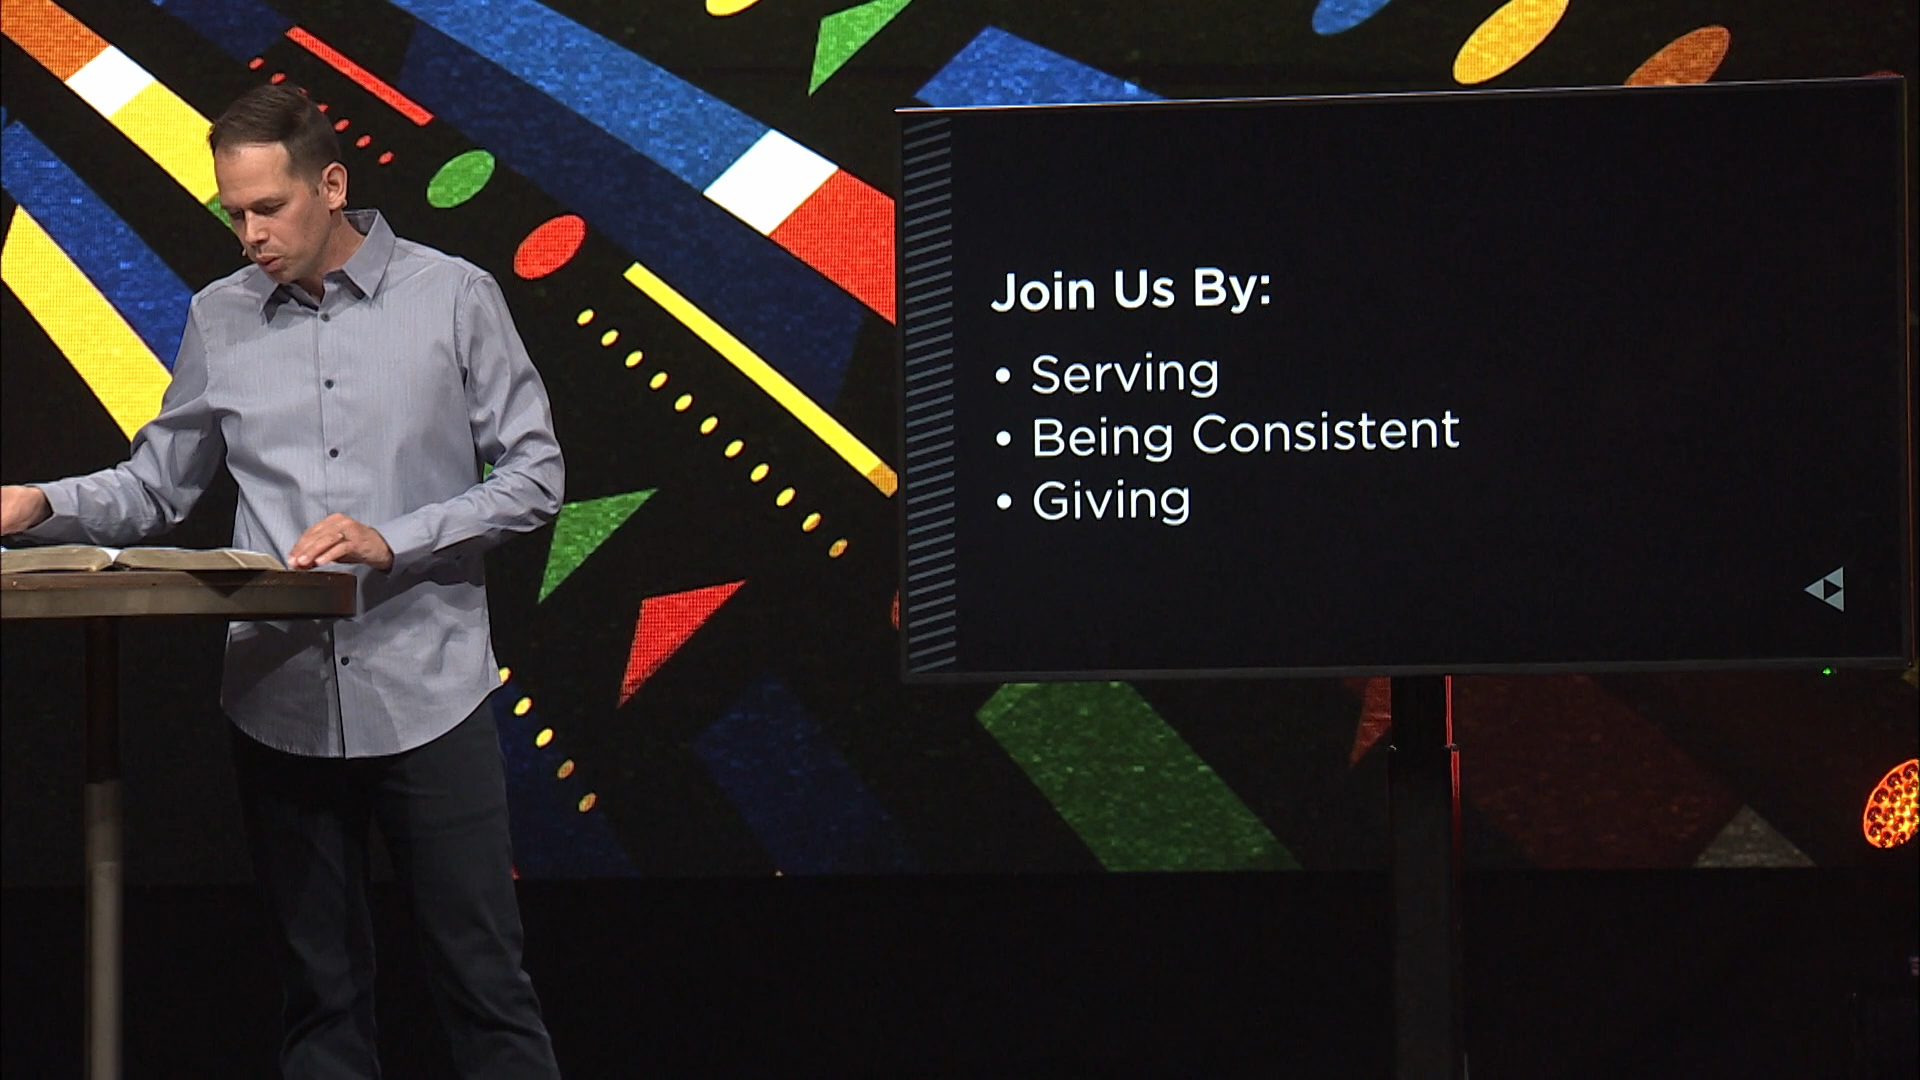 Join Us By:
• Serving
• Being Consistent
• Giving